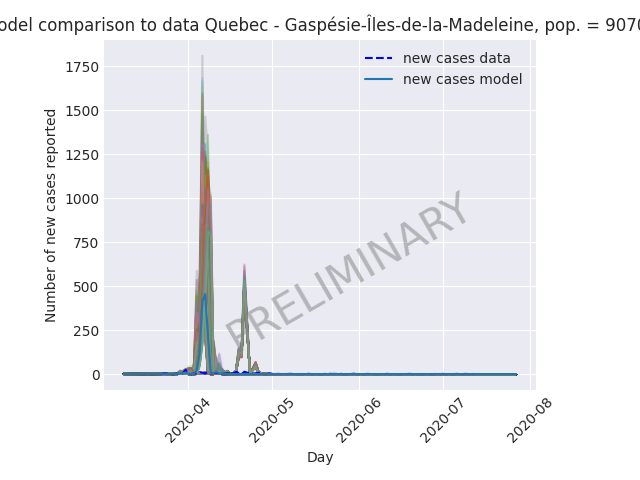 odel comparison to data Quebec - Gaspésie-Îles-de-la-Madeleine, pop. = 9070
new cases data
new cases model
1750
1500
1250
1000
750
500
250
0
Number of new cases reported
PRELIMINARY
2020-04
2020-05
2020-06
2020-07
2020-08
Day